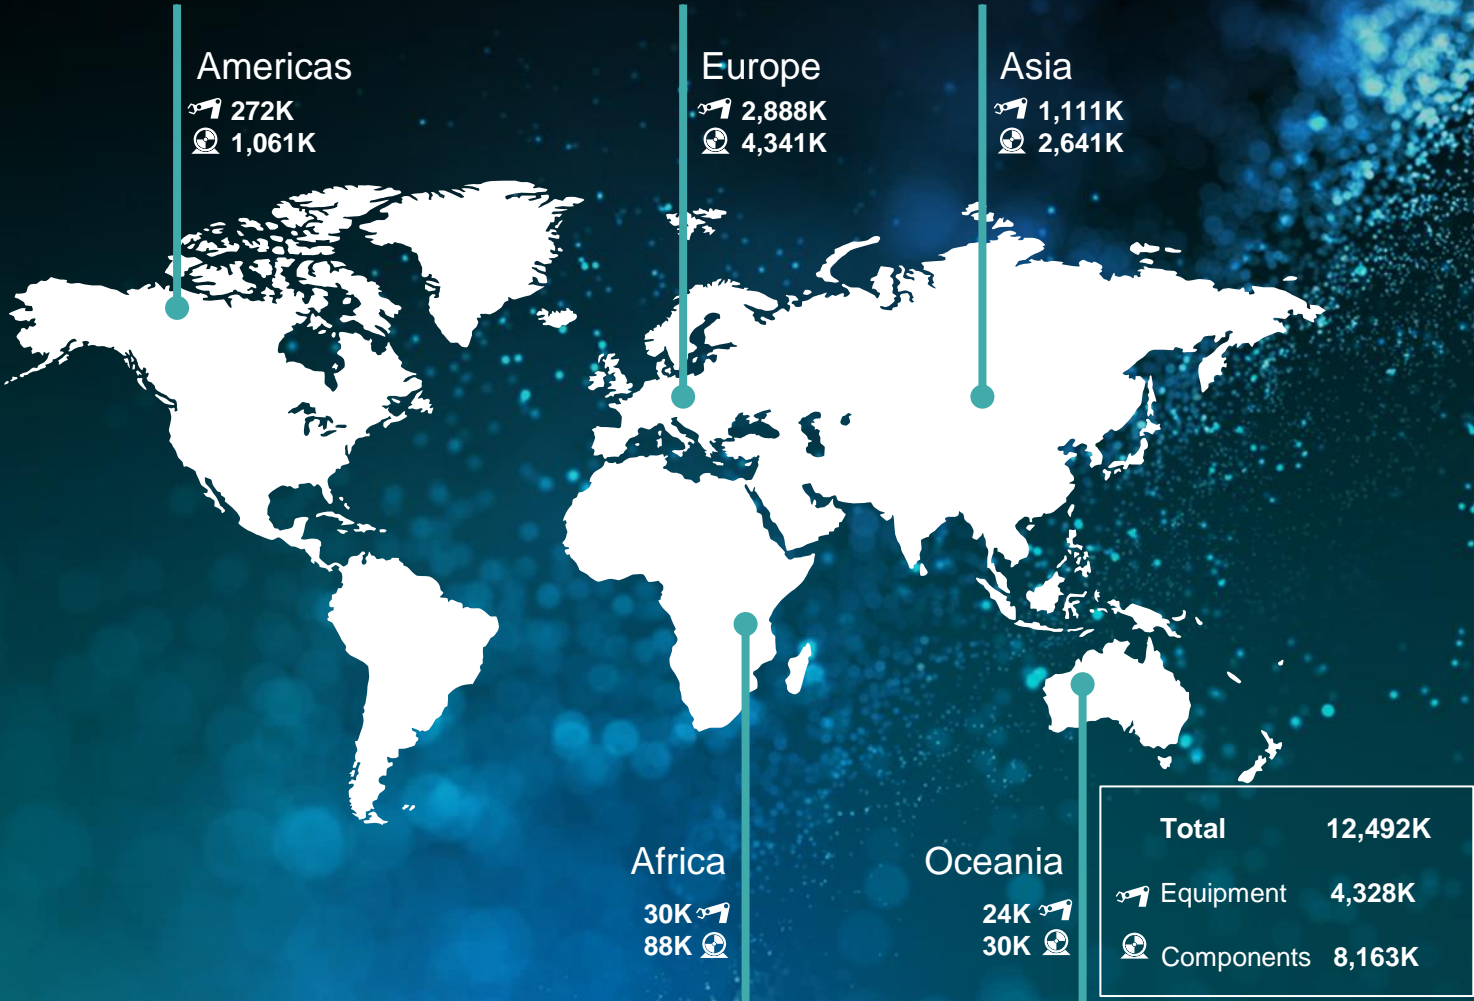 Americas
272K
1,061K
Europe
2,888K
4,341K
Asia
1,111K
2,641K
Africa
30K
88K
Oceania
24K
30K
Total 12,492K
Equipment 4,328K
Components 8,163K